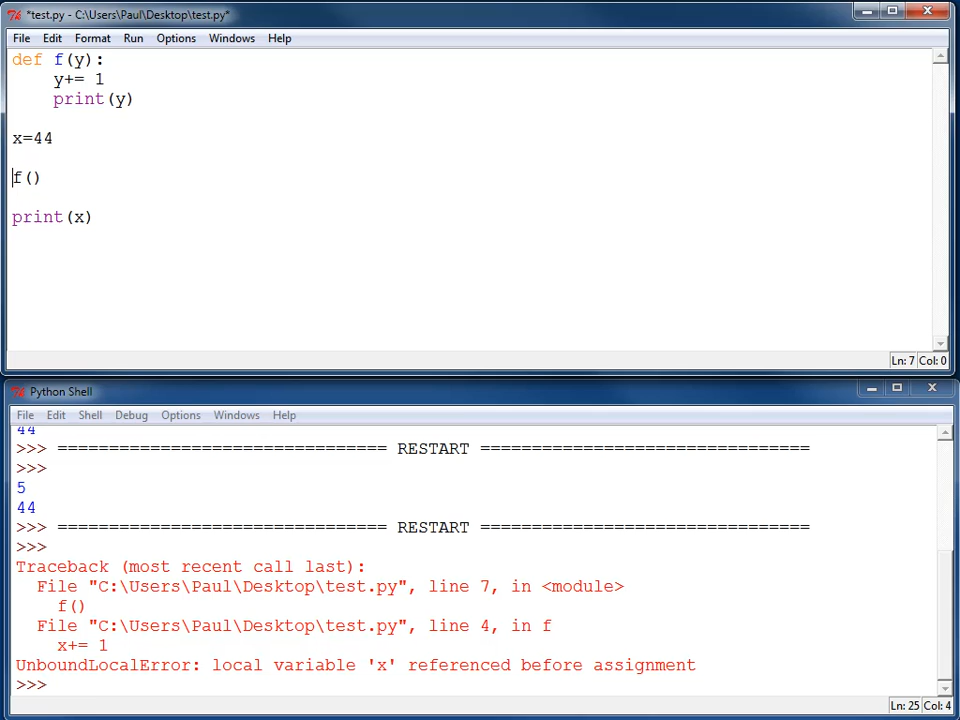 *test.py - C:\Users\Paul\Desktop\test.py*
File Edit Format Run Options Windows Help
def f(y):
    y+= 1
    print(y)
x=44
f()
print(x)
Ln: 7 Col: 0
Python Shell
File Edit Shell Debug Options Windows Help
44
>>> ================================ RESTART ================================
>>>
5
44
>>> ================================ RESTART ================================
>>>
Traceback (most recent call last):
  File "C:\Users\Paul\Desktop\test.py", line 7, in <module>
    f()
  File "C:\Users\Paul\Desktop\test.py", line 4, in f
    x+= 1
UnboundLocalError: local variable 'x' referenced before assignment
>>>
Ln: 25 Col: 4